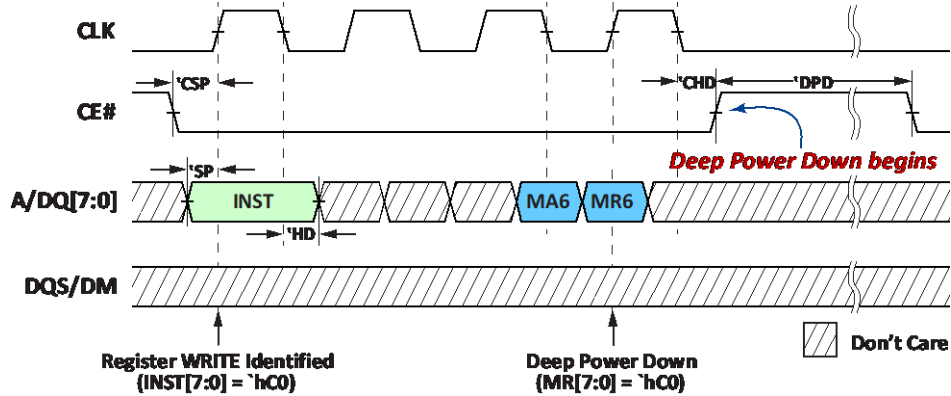 CLK
tCSP
tCHD
tDPD
CE#
Deep Power Down begins
tSP
A/DQ[7:0]
INST
MA6
MR6
tHD
DQS/DM
Register WRITE Identified
(INST[7:0] = `hC0)
Deep Power Down
(MR[7:0] = `hC0)
Don't Care